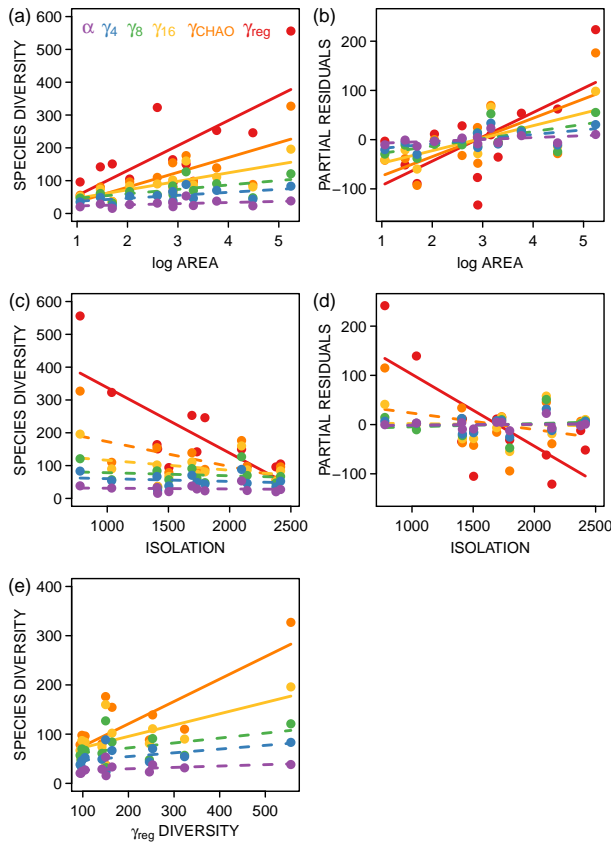 (a)
α γ4 γ8 γ16 γCHAO γreg
SPECIES DIVERSITY
600
500
400
300
200
100
0
1 2 3 4 5
log AREA
(b)
PARTIAL RESIDUALS
200
100
0
−100
1 2 3 4 5
log AREA
(c)
SPECIES DIVERSITY
600
500
400
300
200
100
0
1000 1500 2000 2500
ISOLATION
(d)
PARTIAL RESIDUALS
200
100
0
−100
1000 1500 2000 2500
ISOLATION
(e)
SPECIES DIVERSITY
400
300
200
100
0
100 200 300 400 500
γreg DIVERSITY